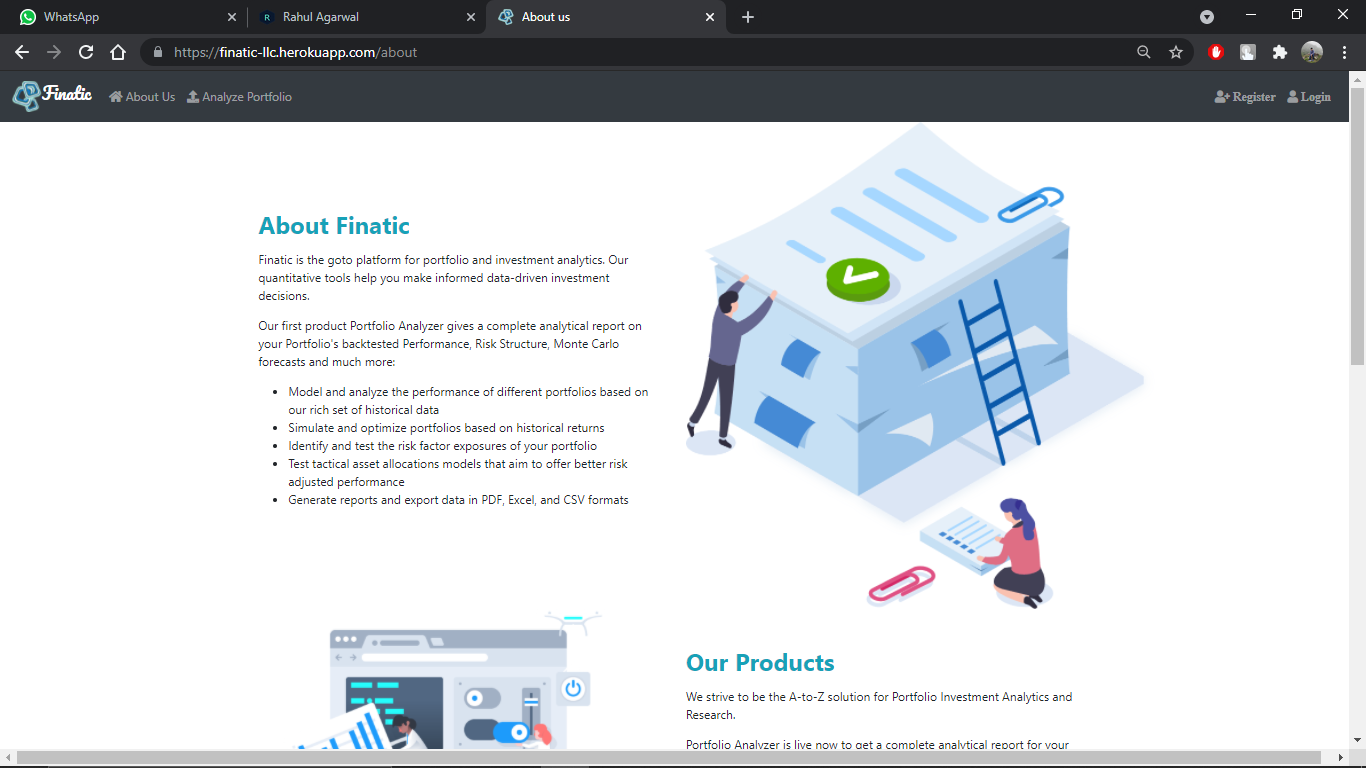 WhatsApp
Rahul Agarwal
About us
https://finatic-llc.herokuapp.com/about
Finatic
About Us
Analyze Portfolio
Register
Login
About Finatic
Finatic is the goto platform for portfolio and investment analytics. Our
quantitative tools help you make informed data-driven investment
decisions.
Our first product Portfolio Analyzer gives a complete analytical report on
your Portfolio's backtested Performance, Risk Structure, Monte Carlo
forecasts and much more:
• Model and analyze the performance of different portfolios based on
our rich set of historical data
• Simulate and optimize portfolios based on historical returns
• Identify and test the risk factor exposures of your portfolio
• Test tactical asset allocations models that aim to offer better risk
adjusted performance
• Generate reports and export data in PDF, Excel, and CSV formats
Our Products
We strive to be the A-to-Z solution for Portfolio Investment Analytics and
Research.
Portfolio Analyzer is live now to get a complete analytical report for your